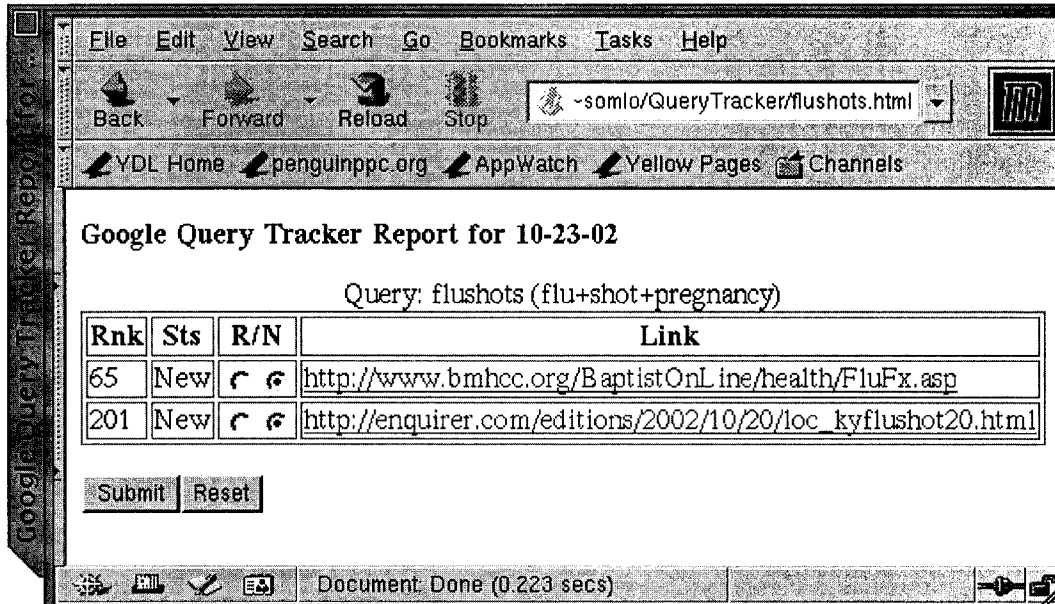 Google Query Tracker Report for ...
File Edit View Search Go Bookmarks Tasks Help
Back Forward Reload Stop ~somlo/QueryTracker/flushots.html
YDL Home penguinppc.org AppWatch Yellow Pages Channels
Google Query Tracker Report for 10-23-02
Query: flushots (flu+shot+pregnancy)
Rnk Sts R/N Link
65 New http://www.bmhcc.org/BaptistOnLine/health/FluFx.asp
201 New http://enquirer.com/editions/2002/10/20/loc_kyflushot20.html
Submit Reset
Document: Done (0.223 secs)